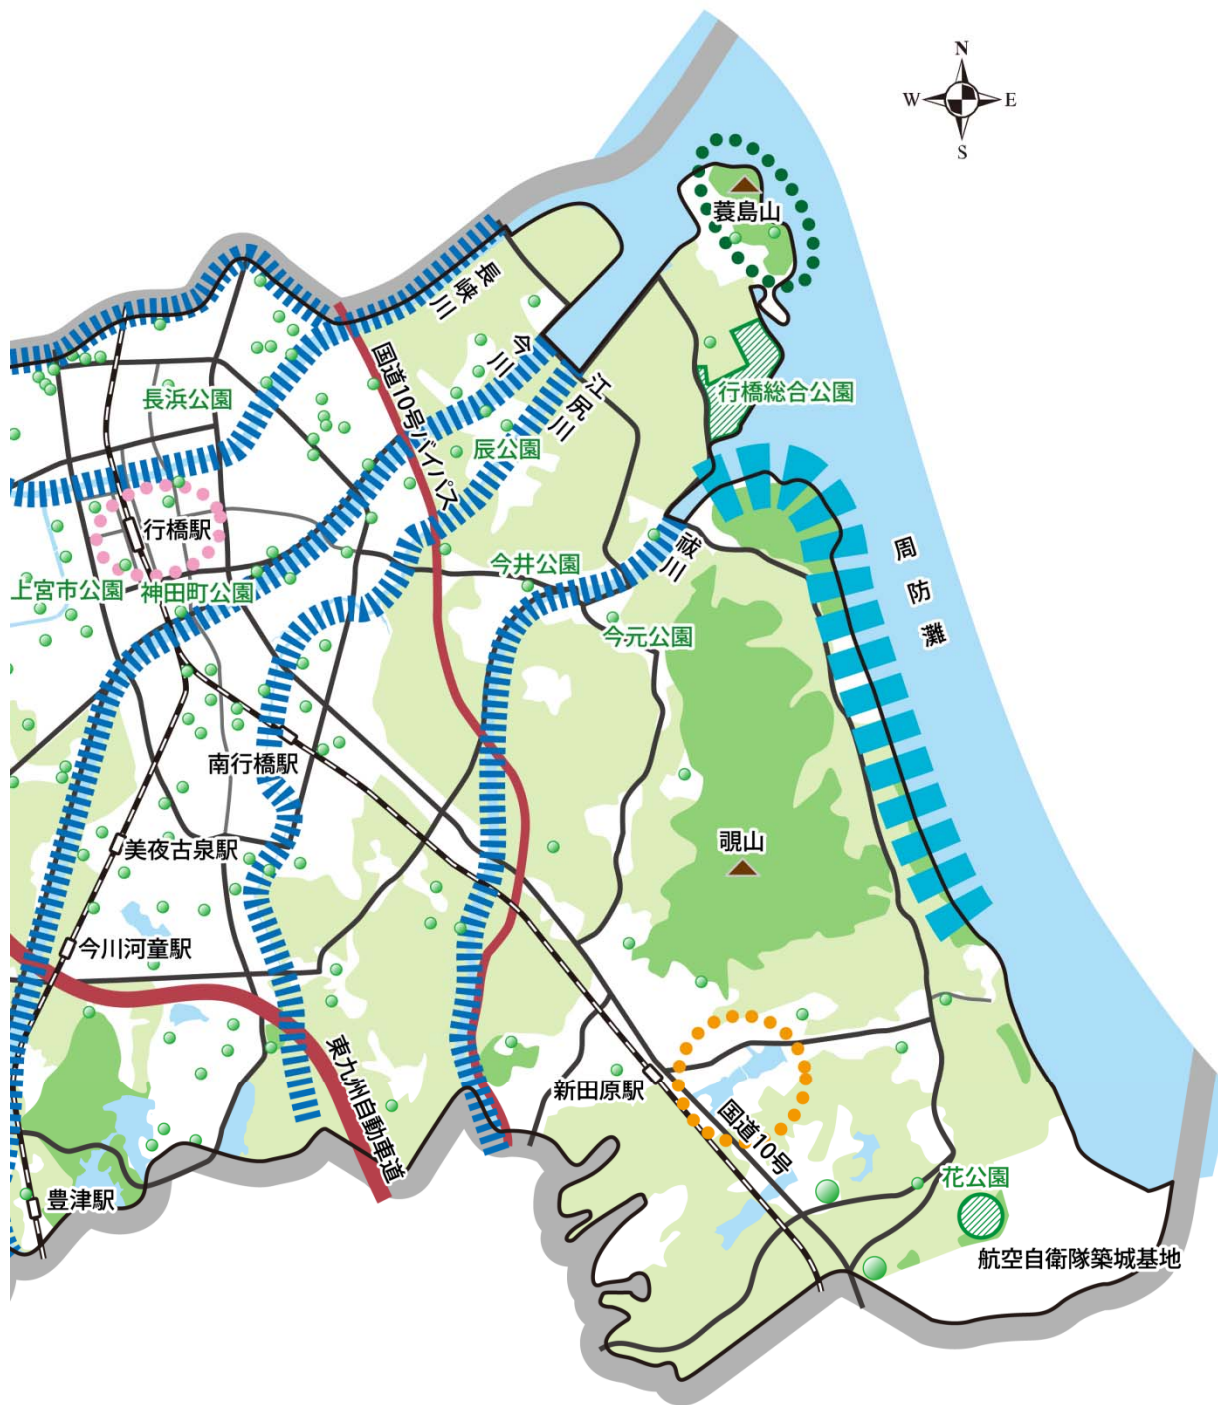 N
W
E
S
蓑島山
長峡川
今川
国道10号バイパス
江尻川
行橋総合公園
長浜公園
辰公園
行橋駅
祓川
周防灘
今井公園
上宮市公園
神田町公園
今元公園
南行橋駅
美夜古泉駅
覗山
今川河童駅
東九州自動車道
新田原駅
国道10号
豊津駅
花公園
航空自衛隊築城基地